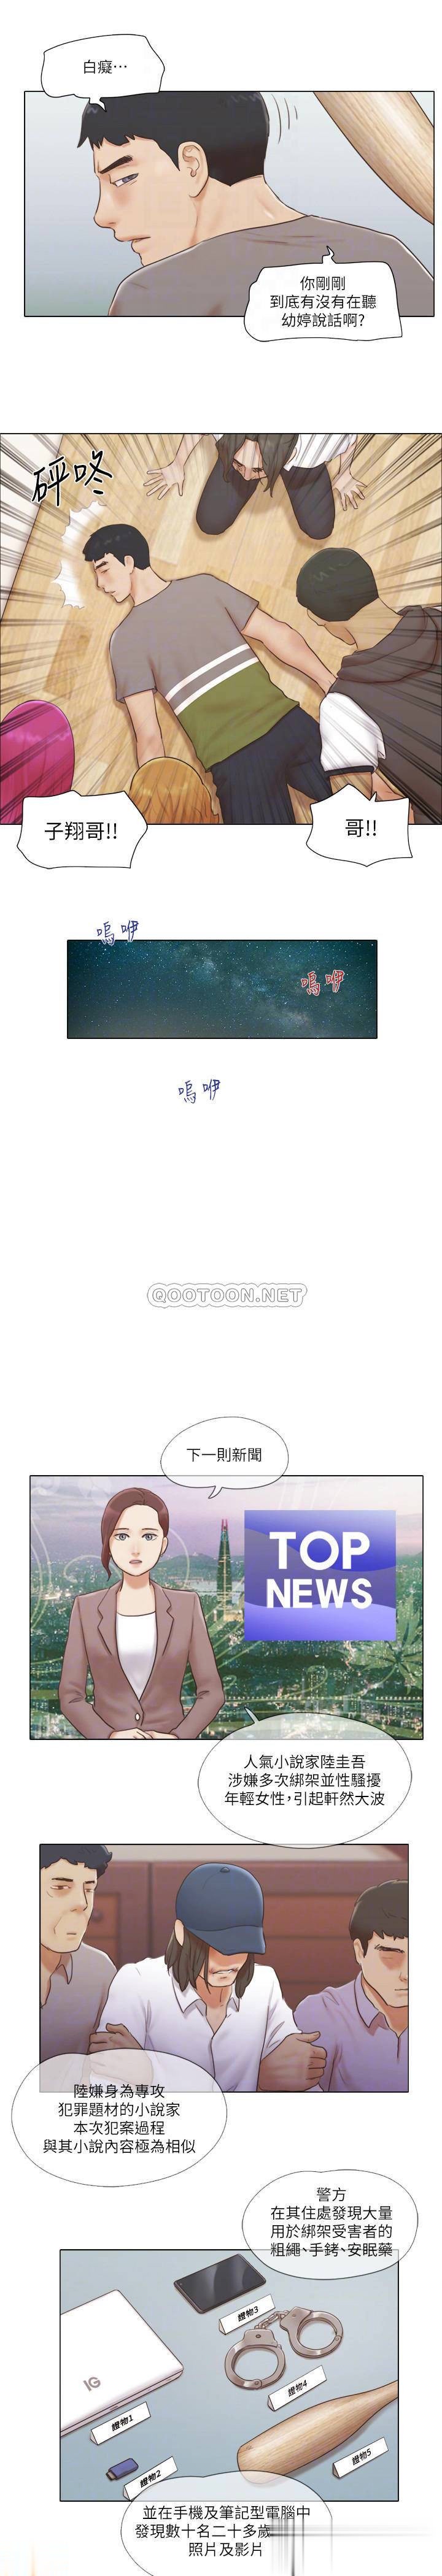 白癡…
你剛剛
到底有沒有在聽
幼婷說話啊?
砰咚
子翔哥!!
哥!!
嗚咿
嗚咿
嗚咿
QOOTOON.NET
下一則新聞
TOP
NEWS
人氣小說家陸圭吾
涉嫌多次綁架並性騷擾
年輕女性,引起軒然大波
陸嫌身為專攻
犯罪題材的小說家
本次犯案過程
與其小說內容極為相似
警方
在其住處發現大量
用於綁架受害者的
粗繩、手銬、安眠藥
證物3
IG
證物4
證物1
證物5
證物2
並在手機及筆記型電腦中
發現數十名二十多歲
照片及影片